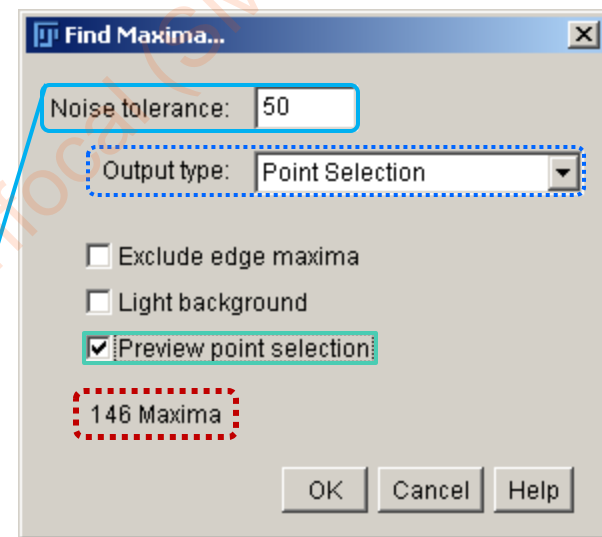 Find Maxima...
Noise tolerance: 50
Output type: Point Selection
Exclude edge maxima
Light background
Preview point selection
146 Maxima
OK Cancel Help